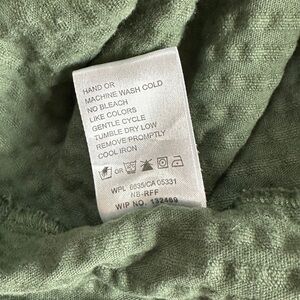 HAND OR
MACHINE WASH COLD
NO BLEACH
LIKE COLORS
GENTLE CYCLE
TUMBLE DRY LOW
REMOVE PROMPTLY
COOL IRON
OR
WPL 6635/CA 05331
NB-RFF
WIP NO. 132489